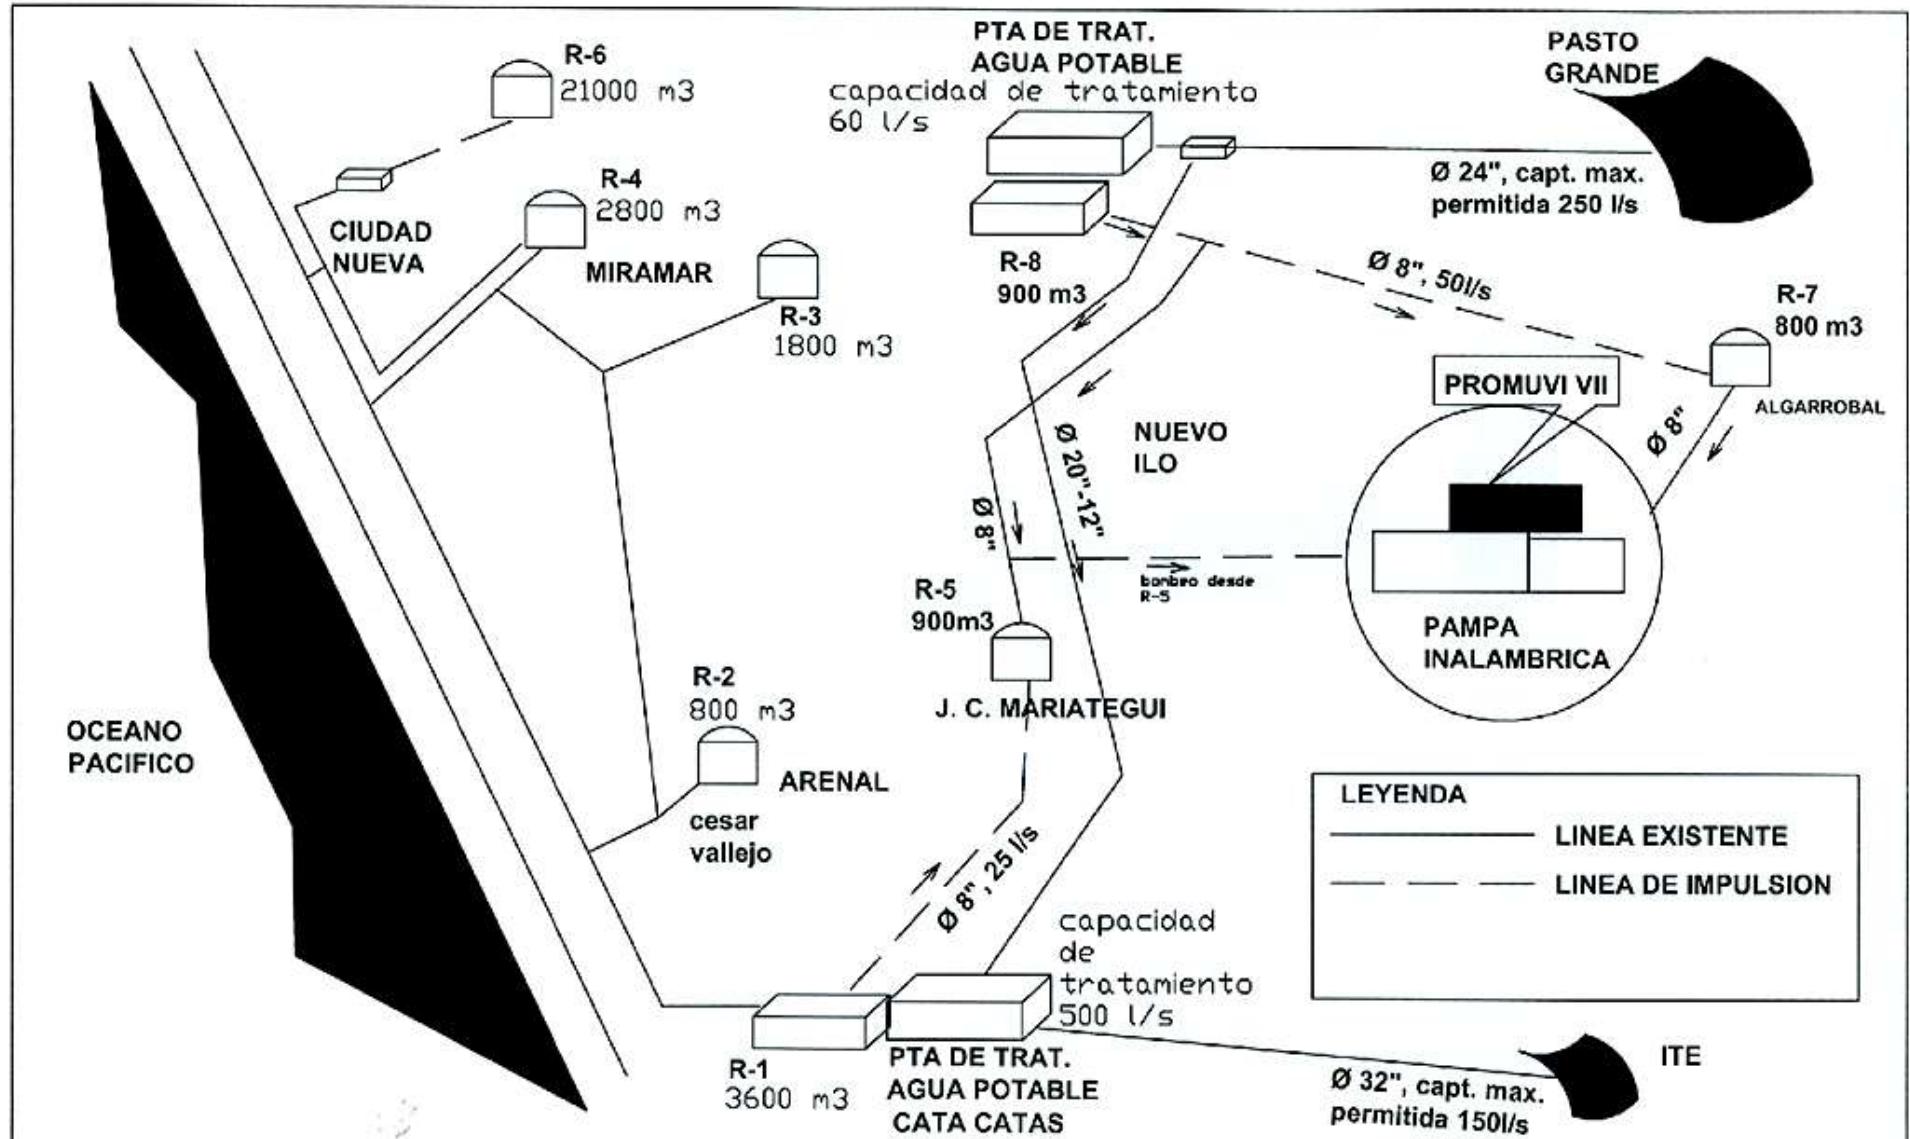 PTA DE TRAT.
AGUA POTABLE
capacidad de tratamiento
60 l/s
PASTO
GRANDE
R-6
21000 m3
R-4
2800 m3
Ø 24", capt. max.
permitida 250 l/s
CIUDAD
NUEVA
MIRAMAR
R-3
1800 m3
R-8
900 m3
Ø 8", 50l/s
R-7
800 m3
PROMUVI VII
ALGARROBAL
Ø 8"
NUEVO
ILO
Ø 20"-12"
Ø 8"
bonbeo desde
R-5
R-5
900m3
PAMPA
INALAMBRICA
J. C. MARIATEGUI
R-2
800 m3
OCEANO
PACIFICO
ARENAL
cesar
vallejo
LEYENDA
LINEA EXISTENTE
LINEA DE IMPULSION
Ø 8", 25 l/s
capacidad
de
tratamiento
500 l/s
R-1
3600 m3
PTA DE TRAT.
AGUA POTABLE
CATA CATAS
ITE
Ø 32", capt. max.
permitida 150l/s